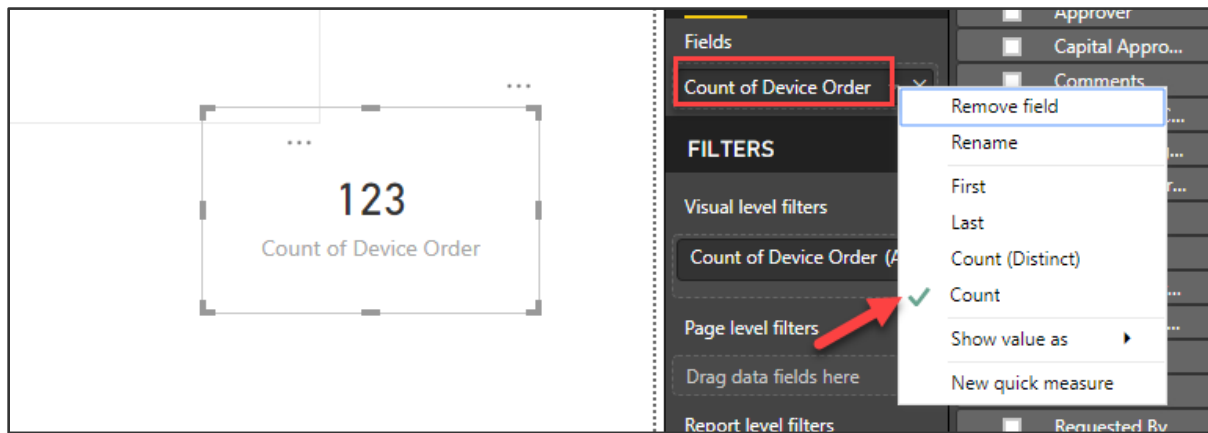 123
Count of Device Order
Fields
Count of Device Order
FILTERS
Visual level filters
Count of Device Order (A
Page level filters
Drag data fields here
Report level filters
Remove field
Rename
First
Last
Count (Distinct)
Count
Show value as
New quick measure
Approver
Capital Appro...
Comments
Requested By